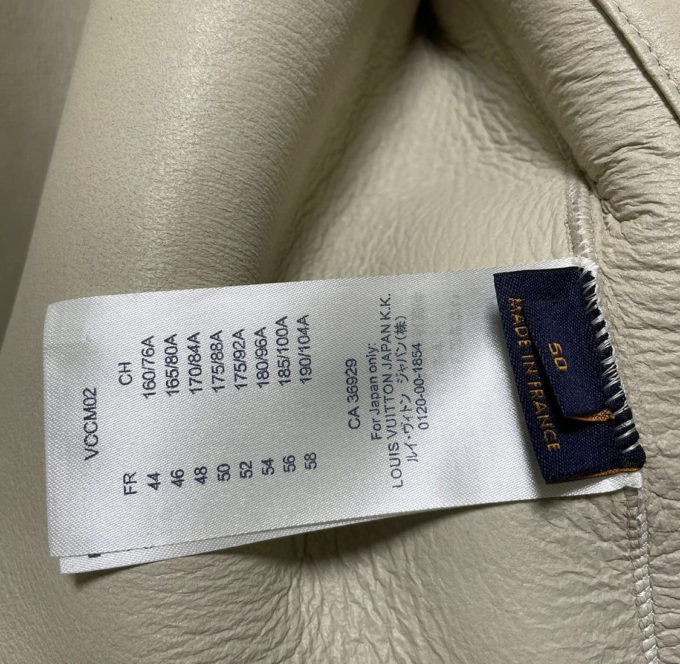 VCCM02
FR CH
44 160/76A
46 165/80A
48 170/84A
50 175/88A
52 175/92A
54 180/96A
56 185/100A
58 190/104A
CA 36929
For Japan only:
LOUIS VUITTON JAPAN K.K.
ルイ・ヴィトン ジャパン(株)
0120-00-1854
MADE IN FRANCE
50